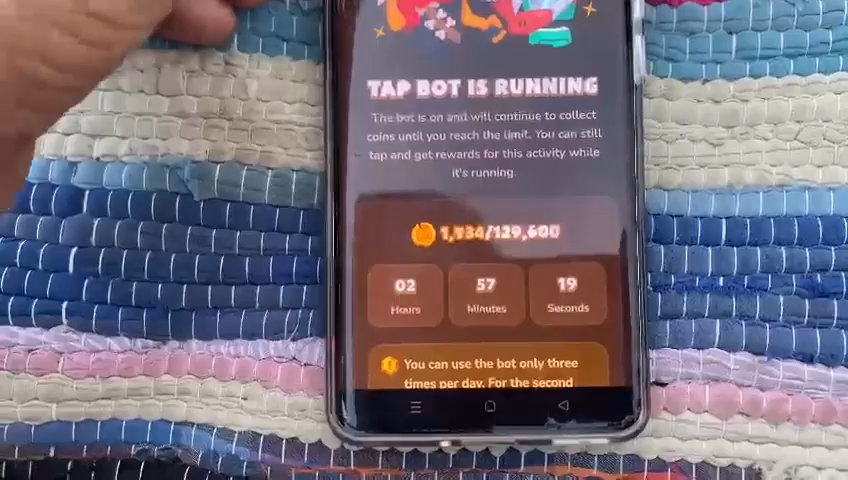 TAP BOT IS RUNNING
The bot is on and will continue to collect
coins until you reach the limit. You can still
tap and get rewards for this activity while
it's running.
/129,600
02
57
19
Hours
Minutes
Seconds
You can use the bot only three
times per day. For the second